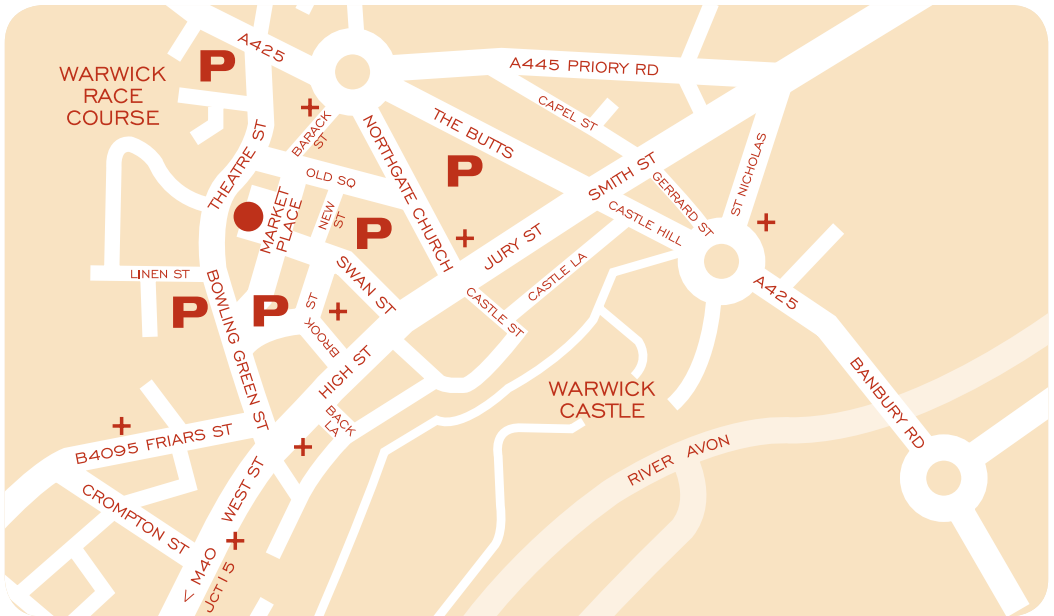 A425
P
WARWICK
RACE
COURSE
A445 PRIORY RD
CAPEL ST
THE BUTTS
BARACK
ST
NORTHGATE CHURCH
THEATRE ST
OLD SQ
P
SMITH ST
GERRARD ST
ST NICHOLAS
MARKET
PLACE
NEW
ST
P
CASTLE HILL
JURY ST
LINEN ST
SWAN ST
CASTLE LA
CASTLE ST
A425
P
P
BOWLING GREEN ST
BROOK ST
HIGH ST
WARWICK
CASTLE
BANBURY RD
BACK
LA
B4095 FRIARS ST
RIVER AVON
WEST ST
CROMPTON ST
< M40
JCT15